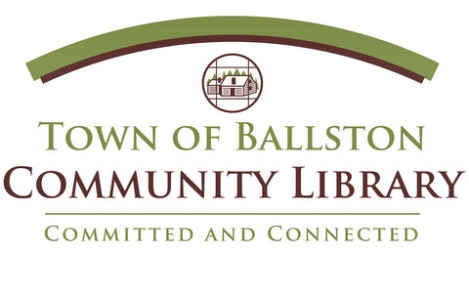 Town of Ballston
Community Library
Committed and Connected